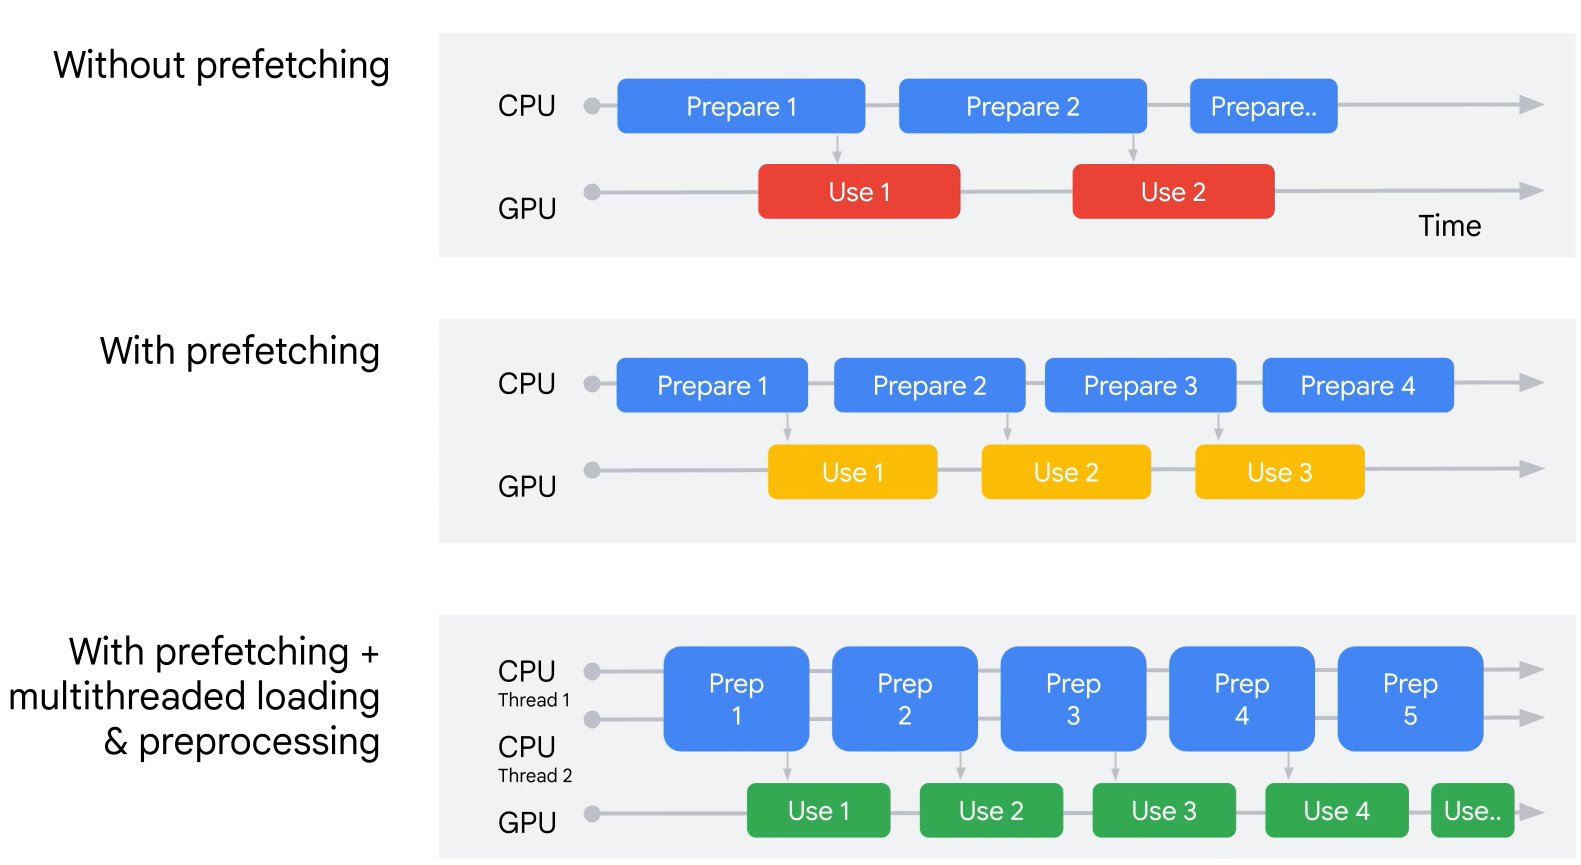 Without prefetching
CPU
Prepare 1
Prepare 2
Prepare..
Use 1
Use 2
GPU
Time
With prefetching
CPU
Prepare 1
Prepare 2
Prepare 3
Prepare 4
Use 1
Use 2
Use 3
GPU
With prefetching +
multithreaded loading
& preprocessing
CPU
Thread 1
CPU
Thread 2
Prep
1
Prep
2
Prep
3
Prep
4
Prep
5
GPU
Use 1
Use 2
Use 3
Use 4
Use..